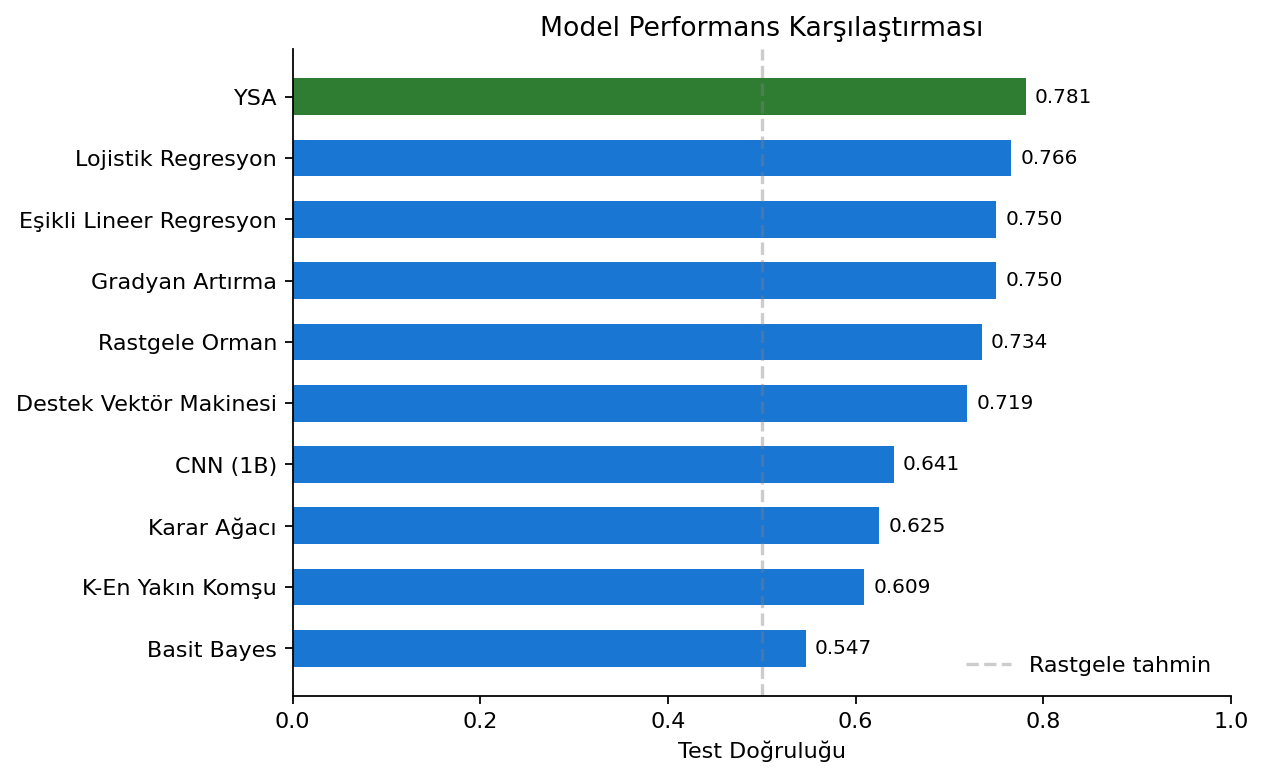 Model Performans Karşılaştırması
YSA 0.781
Lojistik Regresyon 0.766
Eşikli Lineer Regresyon 0.750
Gradyan Artırma 0.750
Rastgele Orman 0.734
Destek Vektör Makinesi 0.719
CNN (1B) 0.641
Karar Ağacı 0.625
K-En Yakın Komşu 0.609
Basit Bayes 0.547
Rastgele tahmin
0.0 0.2 0.4 0.6 0.8 1.0
Test Doğruluğu